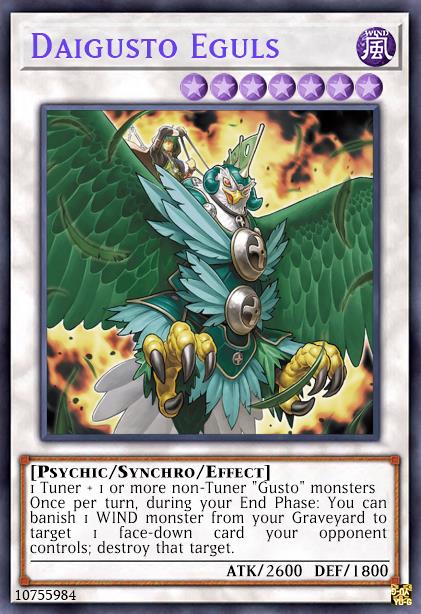 Daigusto Eguls
WIND
風
[Psychic/Synchro/Effect]
1 Tuner + 1 or more non-Tuner "Gusto" monsters
Once per turn, during your End Phase: You can
banish 1 WIND monster from your Graveyard to
target 1 face-down card your opponent
controls; destroy that target.
ATK/2600 DEF/1800
10755984